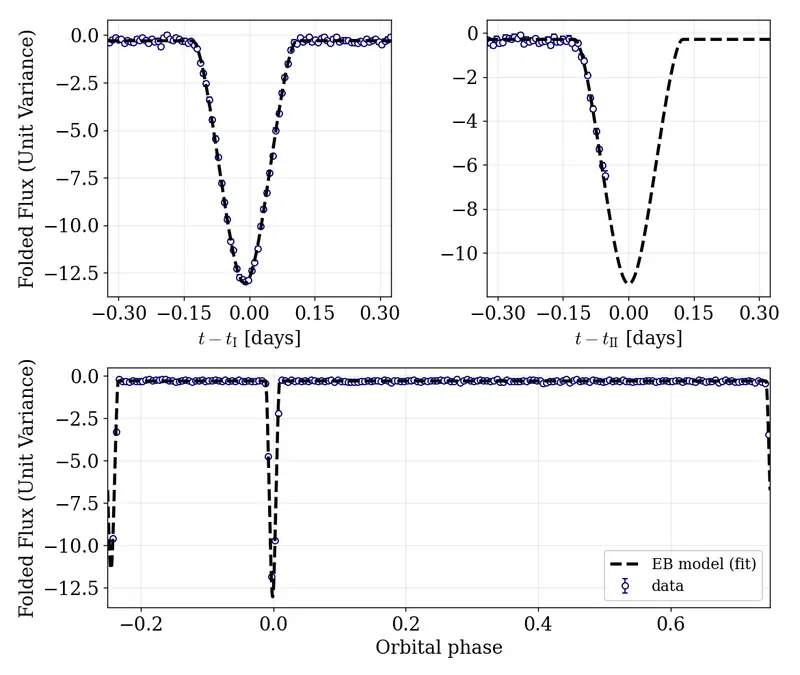 Folded Flux (Unit Variance)
0.0
−2.5
−5.0
−7.5
−10.0
−12.5
−0.30 −0.15 0.00 0.15 0.30
t − tI [days]
0
−2
−4
−6
−8
−10
−0.30 −0.15 0.00 0.15 0.30
t − tII [days]
Folded Flux (Unit Variance)
0.0
−2.5
−5.0
−7.5
−10.0
−12.5
−0.2 0.0 0.2 0.4 0.6
Orbital phase
EB model (fit)
data